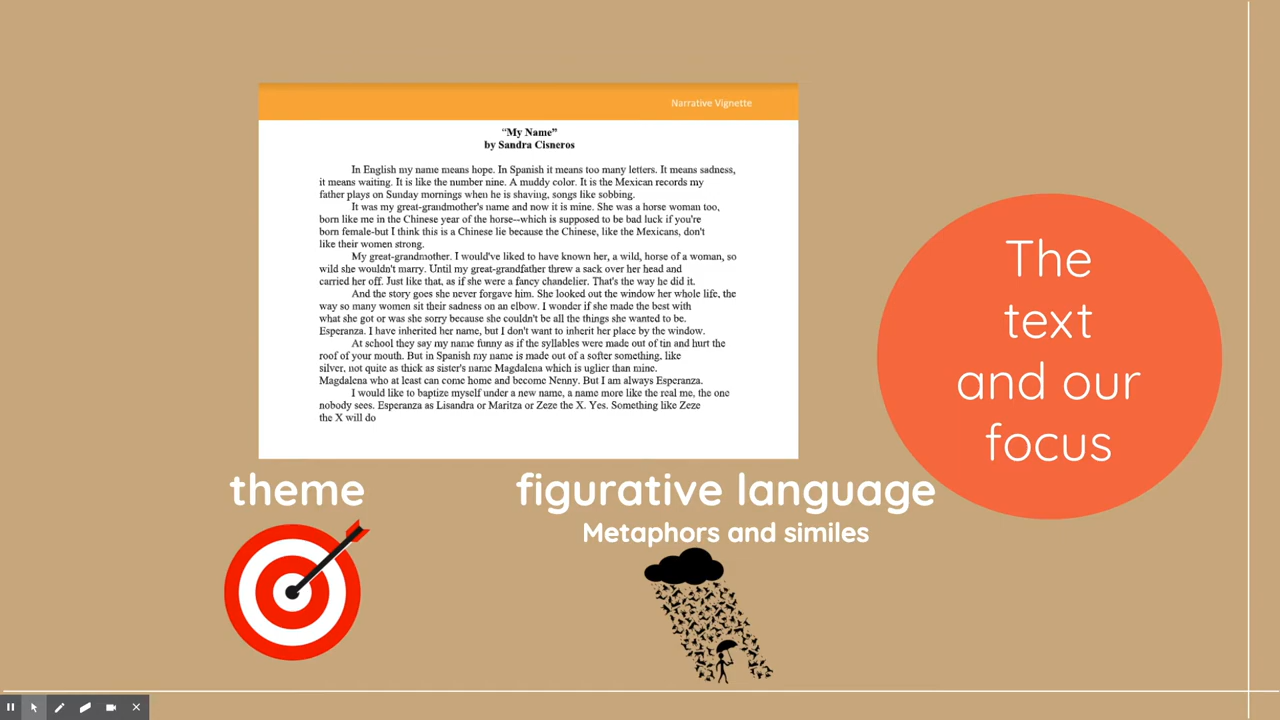 Narrative Vignette
“My Name”
by Sandra Cisneros
In English my name means hope. In Spanish it means too many letters. It means sadness,
it means waiting. It is like the number nine. A muddy color. It is the Mexican records my
father plays on Sunday mornings when he is shaving, songs like sobbing.
It was my great-grandmother's name and now it is mine. She was a horse woman too,
born like me in the Chinese year of the horse--which is supposed to be bad luck if you're
born female-but I think this is a Chinese lie because the Chinese, like the Mexicans, don't
like their women strong.
My great-grandmother. I would've liked to have known her, a wild, horse of a woman, so
wild she wouldn't marry. Until my great-grandfather threw a sack over her head and
carried her off. Just like that, as if she were a fancy chandelier. That's the way he did it.
And the story goes she never forgave him. She looked out the window her whole life, the
way so many women sit their sadness on an elbow. I wonder if she made the best with
what she got or was she sorry because she couldn't be all the things she wanted to be.
Esperanza. I have inherited her name, but I don't want to inherit her place by the window.
At school they say my name funny as if the syllables were made out of tin and hurt the
roof of your mouth. But in Spanish my name is made out of a softer something, like
silver, not quite as thick as sister's name Magdalena which is uglier than mine.
Magdalena who at least can come home and become Nenny. But I am always Esperanza.
I would like to baptize myself under a new name, a name more like the real me, the one
nobody sees. Esperanza as Lisandra or Maritza or Zeze the X. Yes. Something like Zeze
the X will do
The
text
and our
focus
theme
figurative language
Metaphors and similes